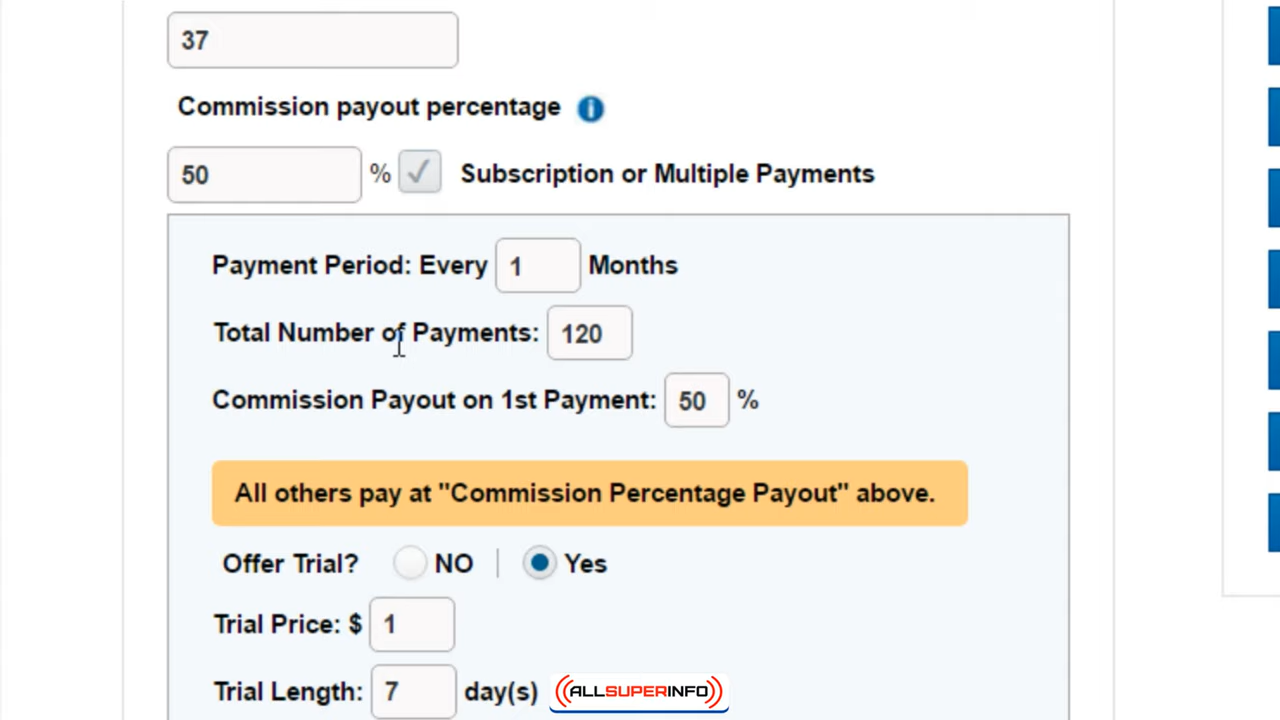 37
Commission payout percentage i
50 % Subscription or Multiple Payments
Payment Period: Every 1 Months
Total Number of Payments: 120
Commission Payout on 1st Payment: 50 %
All others pay at "Commission Percentage Payout" above.
Offer Trial? NO | Yes
Trial Price: $ 1
Trial Length: 7 day(s)
ALLSUPERINFO